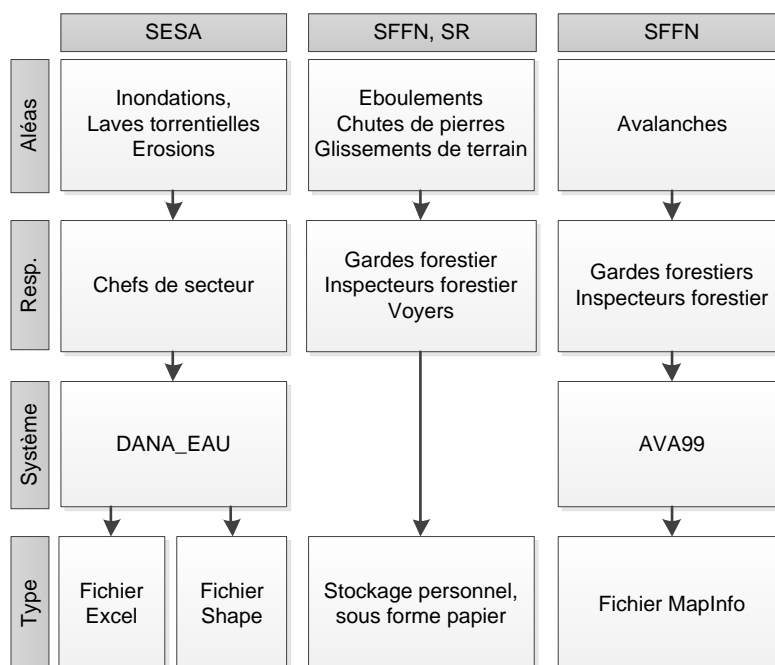 SESA
SFFN, SR
SFFN
Aléas
Inondations,
Laves torrentielles
Erosions
Eboulements
Chutes de pierres
Glissements de terrain
Avalanches
Resp.
Chefs de secteur
Gardes forestier
Inspecteurs forestier
Voyers
Gardes forestiers
Inspecteurs forestier
Système
DANA_EAU
AVA99
Type
Fichier
Excel
Fichier
Shape
Stockage personnel,
sous forme papier
Fichier MapInfo